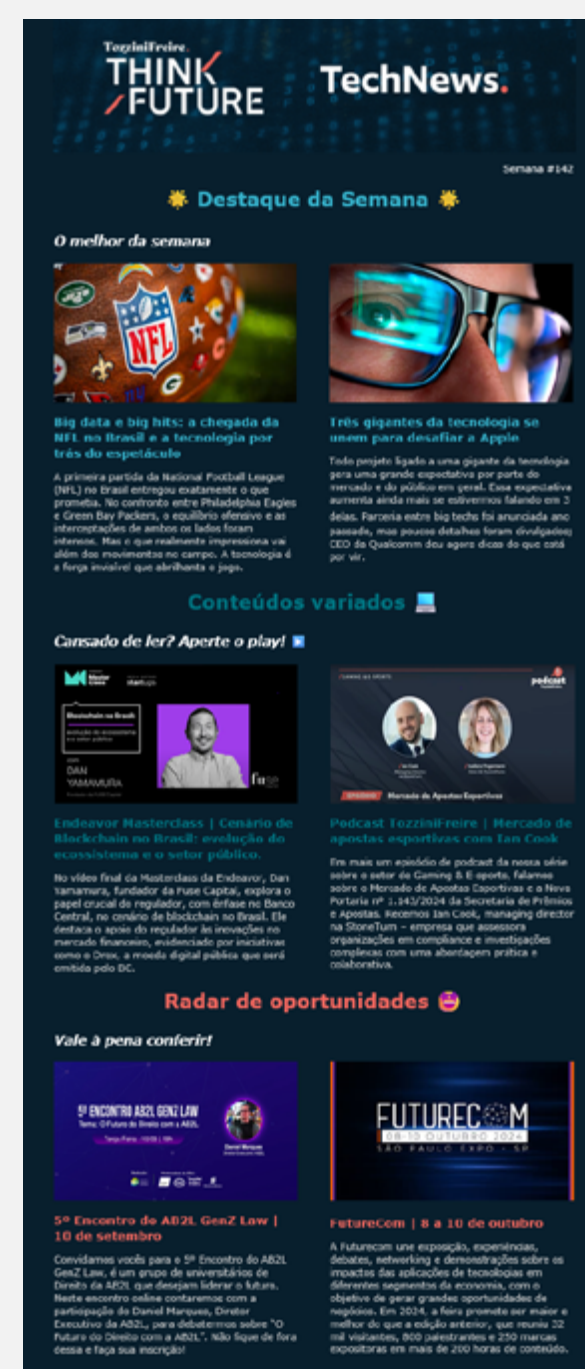 TozziniFreire.
THINK
FUTURE
TechNews.
Semana #142
Destaque da Semana
O melhor da semana
NFL
Big data e big hits: a chegada da
NFL no Brasil e a tecnologia por
trás do espetáculo
A primeira partida da National Football League
(NFL) no Brasil entregou exatamente o que
prometia. No confronto entre Philadelphia Eagles
e Green Bay Packers, o equilíbrio ofensivo e as
interceptações de ambos os lados foram
intensos. Mas o que realmente impressiona vai
além dos movimentos no campo. A tecnologia é
a força invisível que abrilhanta o jogo.
Três gigantes da tecnologia se
unem para desafiar a Apple
Todo projeto ligado a uma gigante da tecnologia
gera uma grande expectativa por parte do
mercado e do público em geral. Essa expectativa
aumenta ainda mais se estivermos falando em 3
delas. Parceria entre big techs foi anunciada ano
passado, mas poucos detalhes foram divulgados;
CEO da Qualcomm deu agora dicas do que está
por vir.
Conteúdos variados
Cansado de ler? Aperte o play!
Master
Class
startups
Blockchain no Brasil:
evolução do ecossistema
e o setor público
com
DAN
YAMAMURA
fuse
Endeavor Masterclass | Cenário de
Blockchain no Brasil: evolução do
ecossistema e o setor público.
No vídeo final da Masterclass da Endeavor, Dan
Yamamura, fundador da Fuse Capital, explora o
papel crucial do regulador, com ênfase no Banco
Central, no cenário de blockchain no Brasil. Ele
destaca o apoio do regulador às inovações no
mercado financeiro, evidenciado por iniciativas
como o Drex, a moeda digital pública que será
emitida pelo BC.
podcast
Ian Cook
Mercado de Apostas Esportivas
Podcast TozziniFreire | Mercado de
apostas esportivas com Ian Cook
Em mais um episódio de podcast da nossa série
sobre o setor de Gaming & E-sports, falamos
sobre o Mercado de Apostas Esportivas e a Nova
Portaria nº 1.143/2024 da Secretaria de Prêmios
e Apostas. Recemos Ian Cook, managing director
na StoneTurn – empresa que assessora
organizações em compliance e investigações
complexas com uma abordagem prática e
colaborativa.
Radar de oportunidades
Vale à pena conferir!
5º ENCONTRO AB2L GENZ LAW
Tema: O Futuro do Direito com a AB2L
Terça-Feira | 10/09 | 19h
Daniel Marques
5º Encontro do AB2L GenZ Law |
10 de setembro
Convidamos vocês para o 5º Encontro do AB2L
GenZ Law, é um grupo de universitários de
Direito da AB2L que desejam liderar o futuro.
Neste encontro online contaremos com a
participação do Daniel Marques, Diretor
Executivo da AB2L, para debatermos sobre "O
Futuro do Direito com a AB2L". Não fique de fora
dessa e faça sua inscrição!
FUTURECOM
08-10 OUTUBRO 2024
SÃO PAULO EXPO - SP
FutureCom | 8 a 10 de outubro
A Futurecom une exposição, experiências,
debates, networking e demonstrações sobre os
impactos das aplicações de tecnologias em
diferentes segmentos da economia, com o
objetivo de gerar grandes oportunidades de
negócios. Em 2024, a feira promete ser maior e
melhor do que a edição anterior, que reuniu 32
mil visitantes, 800 palestrantes e 250 marcas
expositoras em mais de 200 horas de conteúdo.